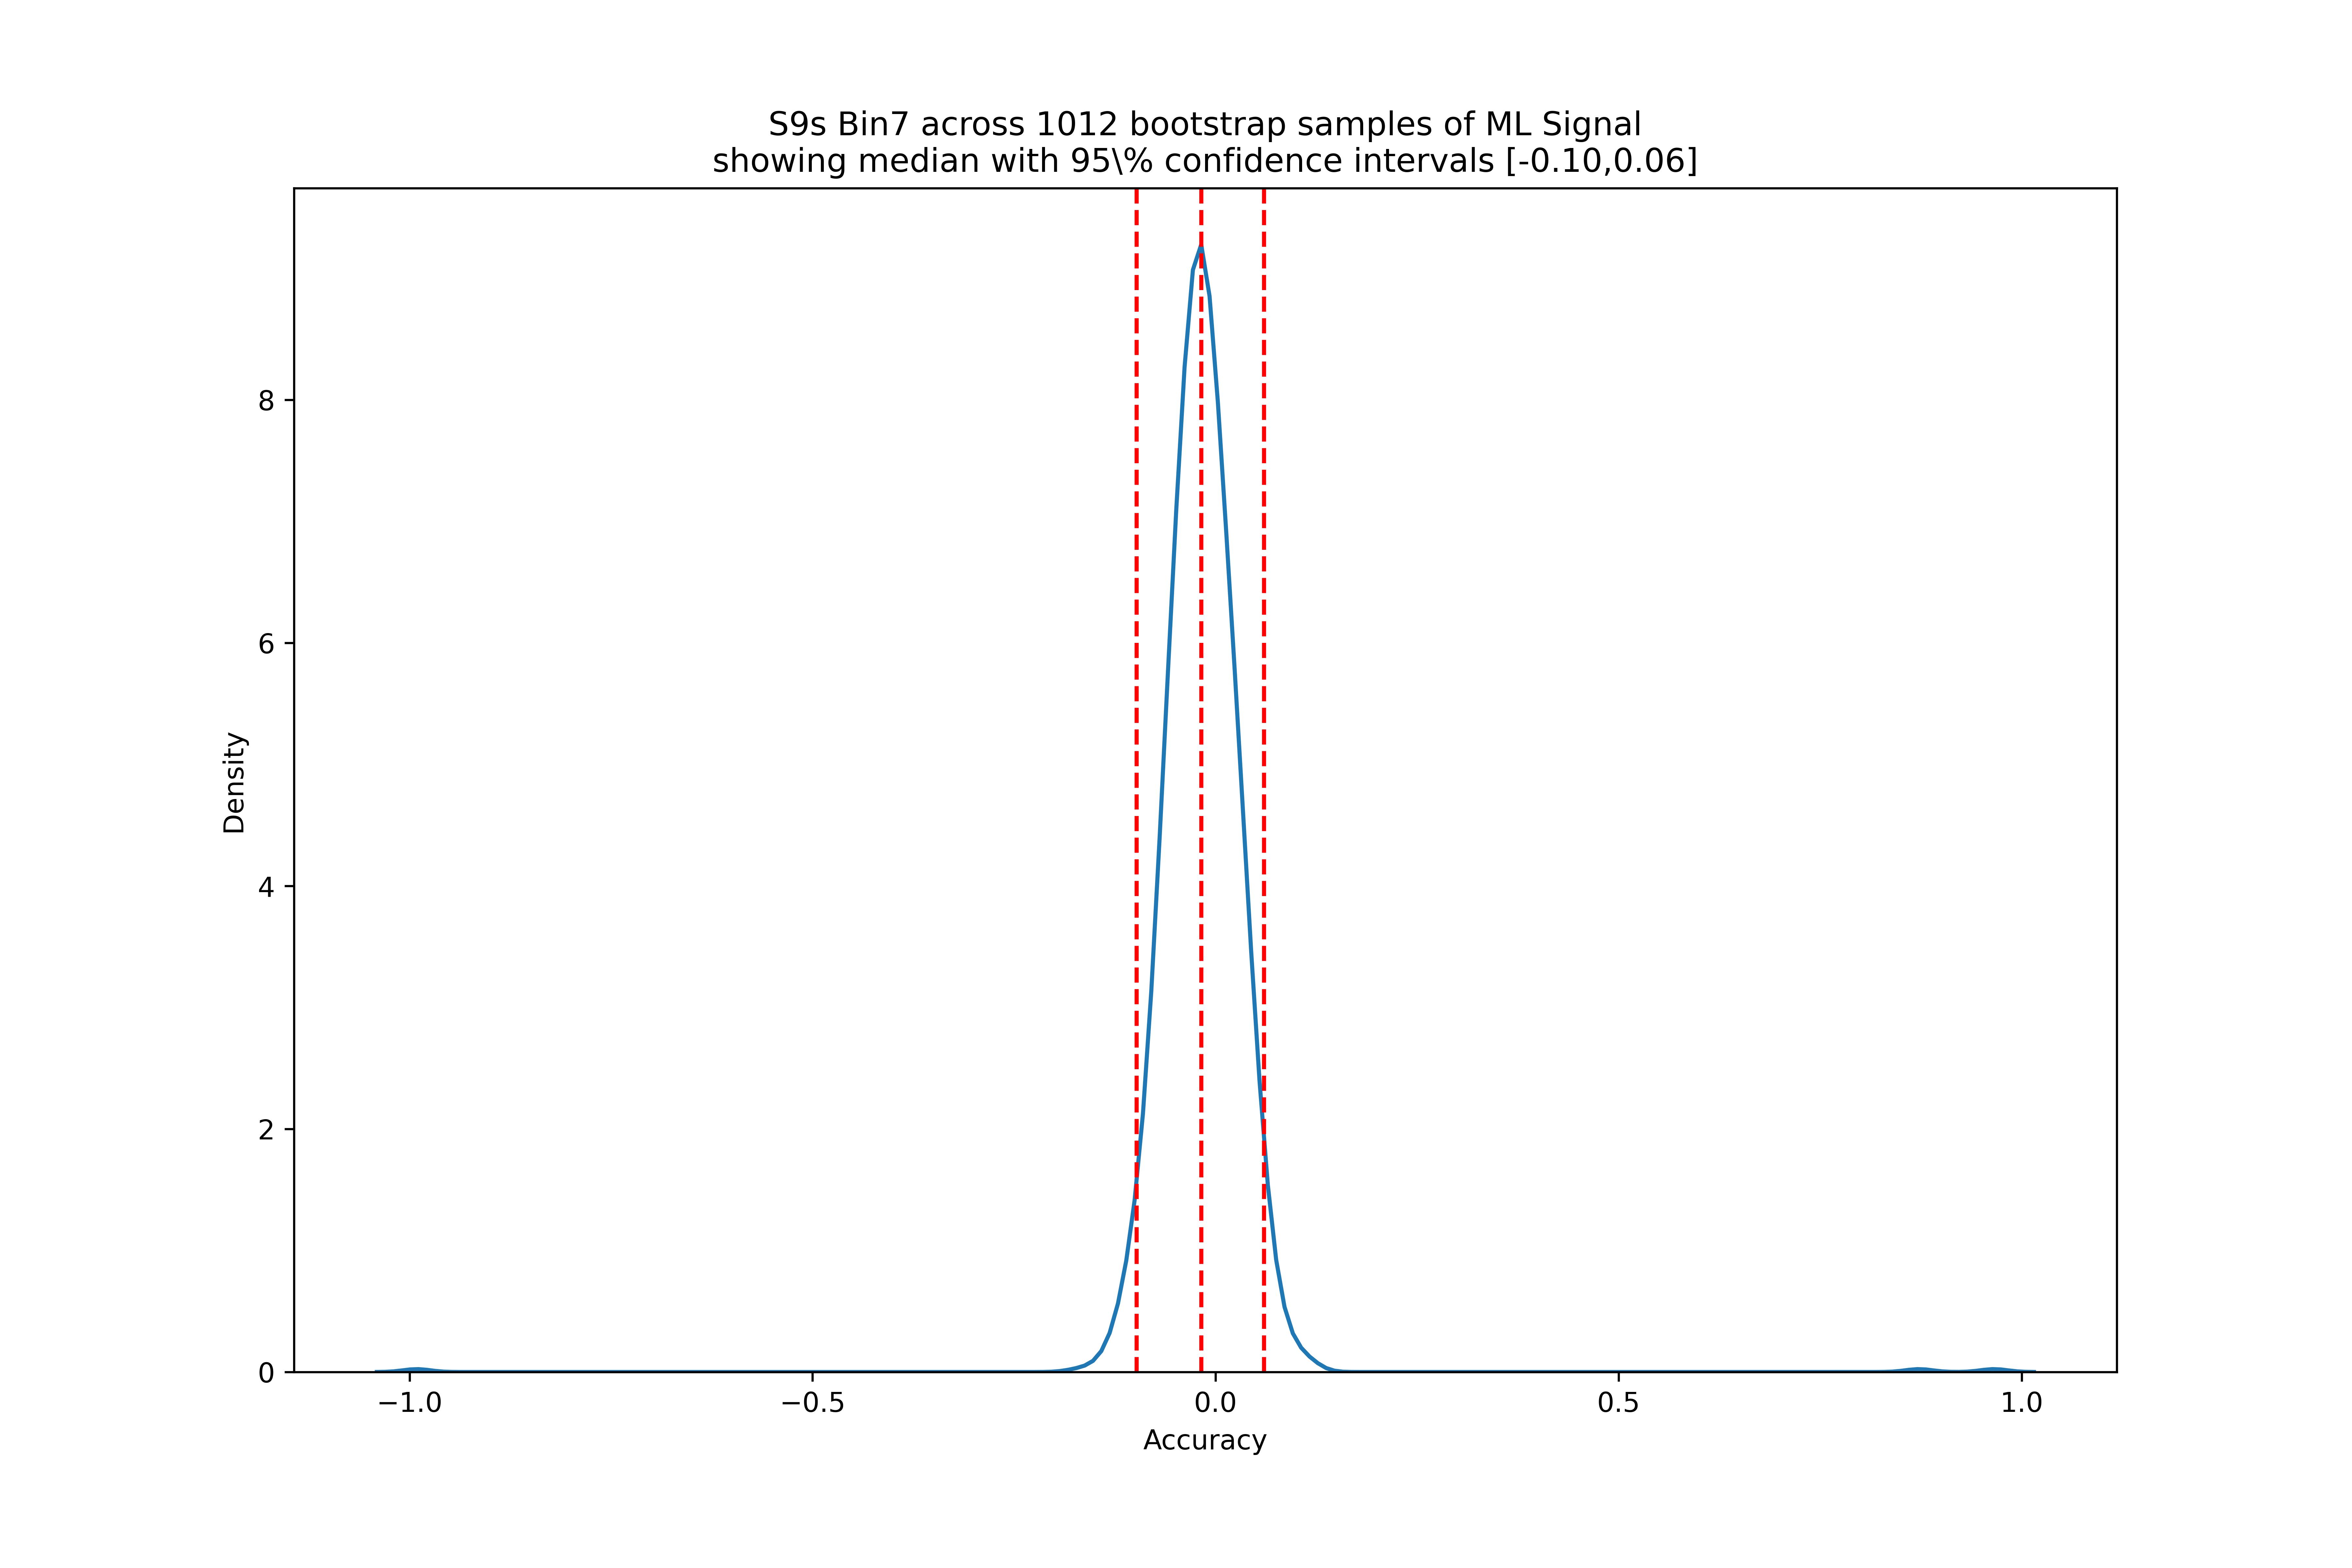 S9s Bin7 across 1012 bootstrap samples of ML Signal
showing median with 95\% confidence intervals [-0.10,0.06]
8
6
4
2
0
Density
−1.0 −0.5 0.0 0.5 1.0
Accuracy